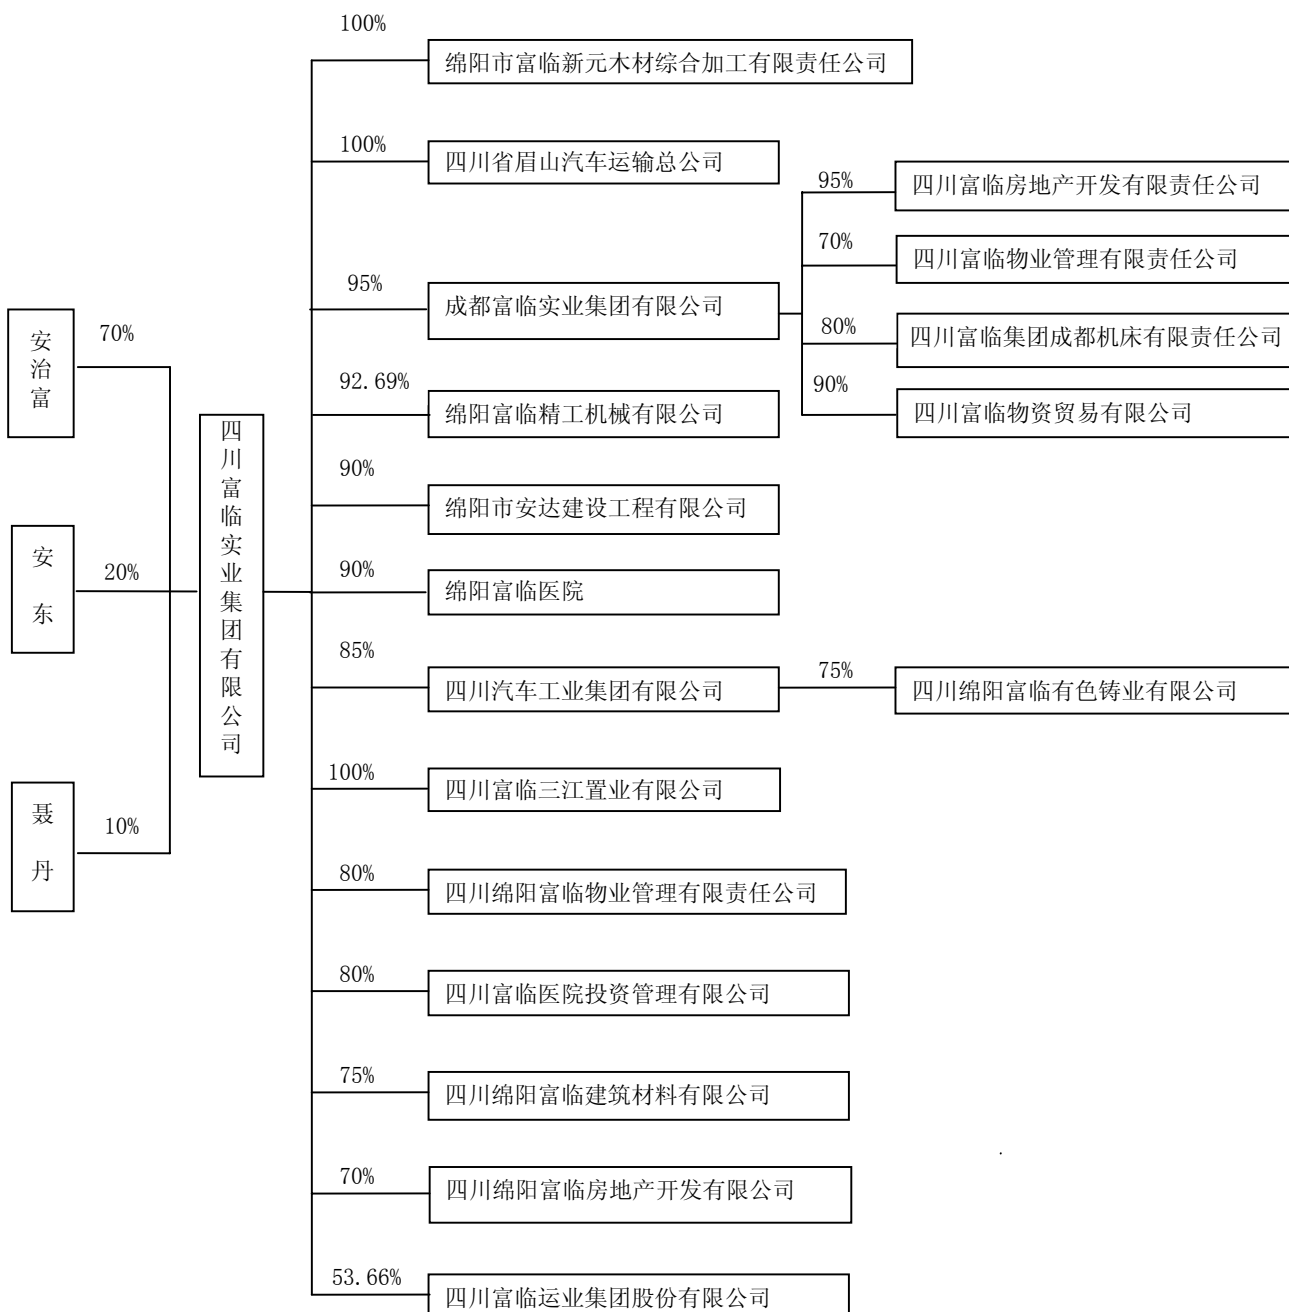 100%
绵阳市富临新元木材综合加工有限责任公司
100%
四川省眉山汽车运输总公司
95%
四川富临房地产开发有限责任公司
70%
四川富临物业管理有限责任公司
95%
成都富临实业集团有限公司
80%
四川富临集团成都机床有限责任公司
90%
四川富临物资贸易有限公司
安治富
70%
92.69%
绵阳富临精工机械有限公司
四川富临实业集团有限公司
90%
绵阳市安达建设工程有限公司
安东
20%
90%
绵阳富临医院
85%
四川汽车工业集团有限公司
75%
四川绵阳富临有色铸业有限公司
100%
四川富临三江置业有限公司
聂丹
10%
80%
四川绵阳富临物业管理有限责任公司
80%
四川富临医院投资管理有限公司
75%
四川绵阳富临建筑材料有限公司
70%
四川绵阳富临房地产开发有限公司
53.66%
四川富临运业集团股份有限公司